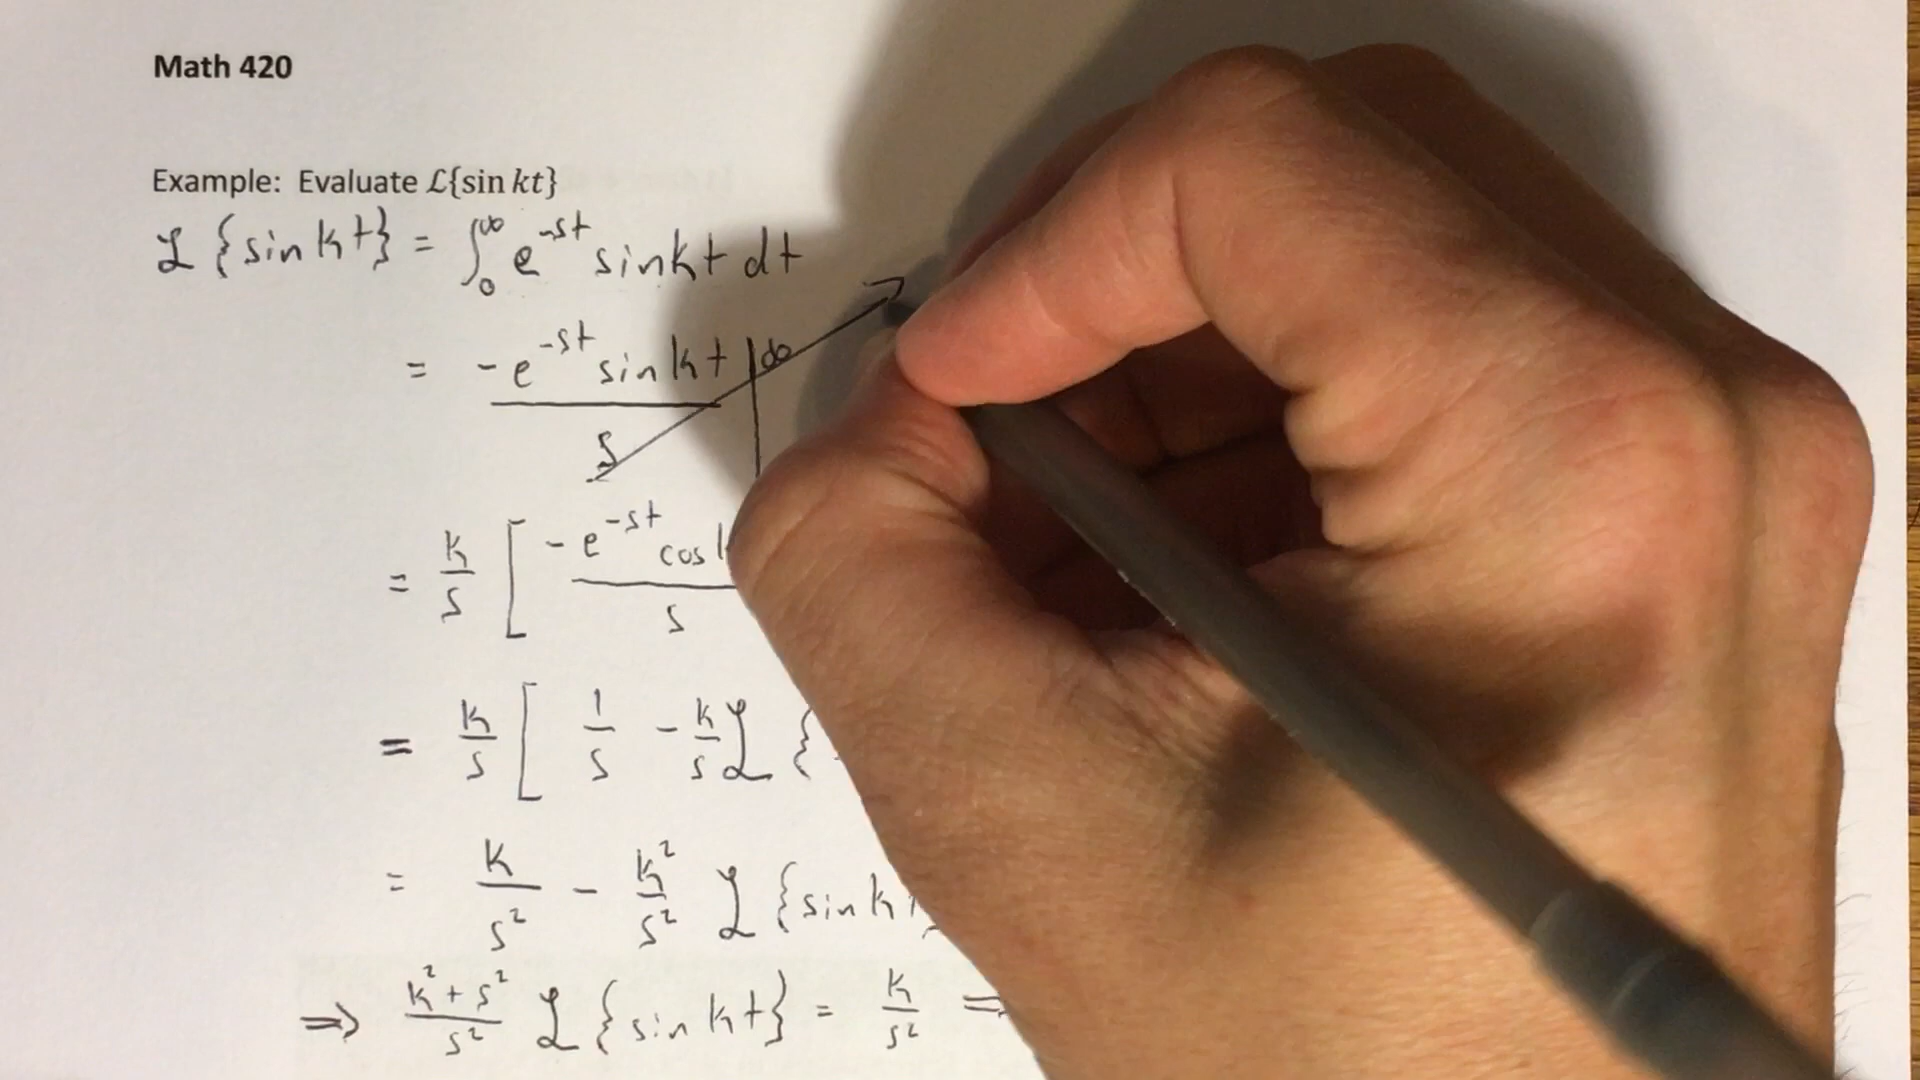 Math 420
Example: Evaluate ℒ{sin kt}
ℒ {sin kt} = ∫₀^∞ e^{-st} sin kt dt
= -e^{-st} sin kt / s |^∞
= k/s [ -e^{-st} cos / s
= k/s [ 1/s - k/s ℒ {
= k/s² - k²/s² ℒ {sin k
⇒ (k² + s²)/s² ℒ {sin kt} = k/s² ⇒